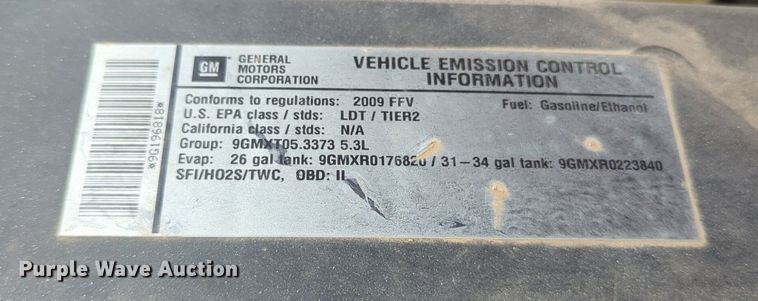 GM
GENERAL MOTORS CORPORATION
VEHICLE EMISSION CONTROL INFORMATION
Conforms to regulations: 2009 FFV Fuel: Gasoline/Ethanol
U.S. EPA class / stds: LDT / TIER2
California class / stds: N/A
Group: 9GMXT05.3373 5.3L
Evap: 26 gal tank: 9GMXR0176820 / 31-34 gal tank: 9GMXR0223840
SFI/HO2S/TWC, OBD: II
*9G196818*
Purple Wave Auction